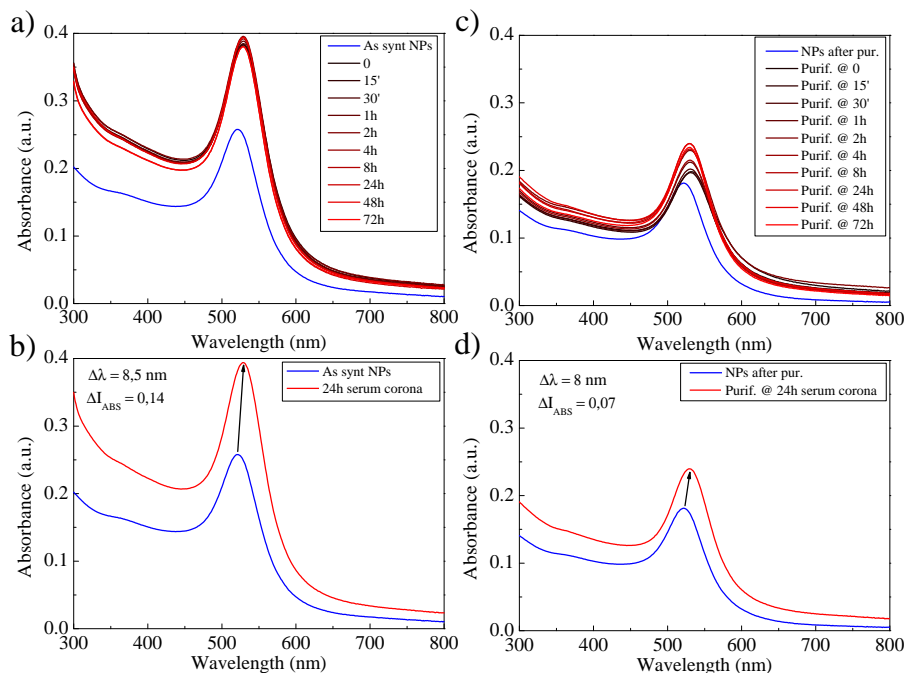 a)
Absorbance (a.u.)
0.4
0.3
0.2
0.1
0.0
300 400 500 600 700 800
Wavelength (nm)
As synt NPs
0
15'
30'
1h
2h
4h
8h
24h
48h
72h
c)
Absorbance (a.u.)
0.4
0.3
0.2
0.1
0.0
300 400 500 600 700 800
Wavelength (nm)
NPs after pur.
Purif. @ 0
Purif. @ 15'
Purif. @ 30'
Purif. @ 1h
Purif. @ 2h
Purif. @ 4h
Purif. @ 8h
Purif. @ 24h
Purif. @ 48h
Purif. @ 72h
b)
Absorbance (a.u.)
0.4
0.3
0.2
0.1
0.0
300 400 500 600 700 800
Wavelength (nm)
Δλ = 8,5 nm
ΔI_ABS = 0,14
As synt NPs
24h serum corona
d)
Absorbance (a.u.)
0.4
0.3
0.2
0.1
0.0
300 400 500 600 700 800
Wavelength (nm)
Δλ = 8 nm
ΔI_ABS = 0,07
NPs after pur.
Purif. @ 24h serum corona